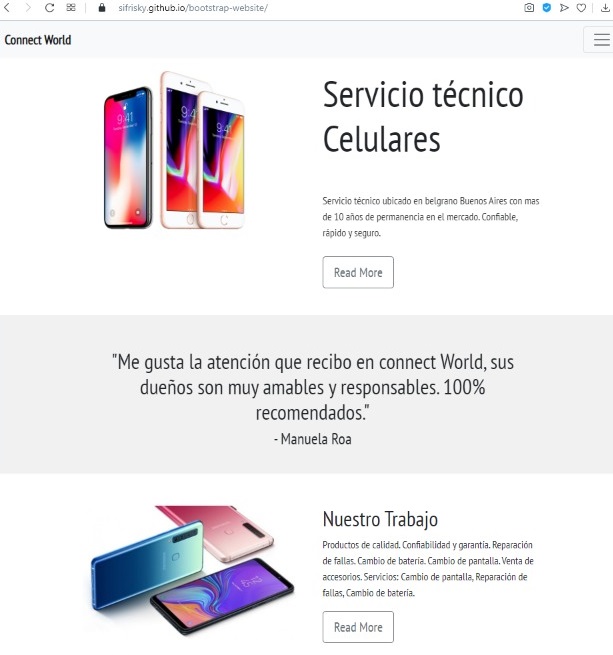 sifrisky.github.io/bootstrap-website/
Connect World
9:41
9:41
9:41
Servicio técnico
Celulares
Servicio técnico ubicado en belgrano Buenos Aires con mas
de 10 años de permanencia en el mercado. Confiable,
rápido y seguro.
Read More
"Me gusta la atención que recibo en connect World, sus
dueños son muy amables y responsables. 100%
recomendados."
- Manuela Roa
Nuestro Trabajo
Productos de calidad. Confiabilidad y garantía. Reparación
de fallas. Cambio de batería. Cambio de pantalla. Venta de
accesorios. Servicios: Cambio de pantalla, Reparación de
fallas, Cambio de batería.
Read More